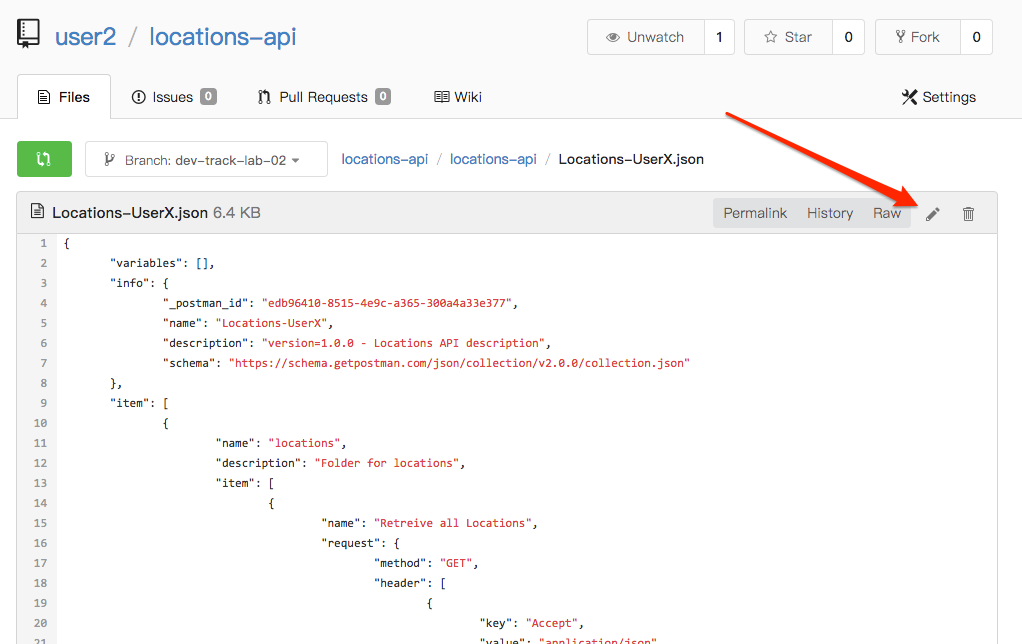 user2 / locations-api
Unwatch 1 Star 0 Fork 0
Files Issues 0 Pull Requests 0 Wiki Settings
Branch: dev-track-lab-02 locations-api / locations-api / Locations-UserX.json
Locations-UserX.json 6.4 KB Permalink History Raw
1 {
2 "variables": [],
3 "info": {
4 "_postman_id": "edb96410-8515-4e9c-a365-300a4a33e377",
5 "name": "Locations-UserX",
6 "description": "version=1.0.0 - Locations API description",
7 "schema": "https://schema.getpostman.com/json/collection/v2.0.0/collection.json"
8 },
9 "item": [
10 {
11 "name": "locations",
12 "description": "Folder for locations",
13 "item": [
14 {
15 "name": "Retreive all Locations",
16 "request": {
17 "method": "GET",
18 "header": [
19 {
20 "key": "Accept",
21 "value": "application/json"